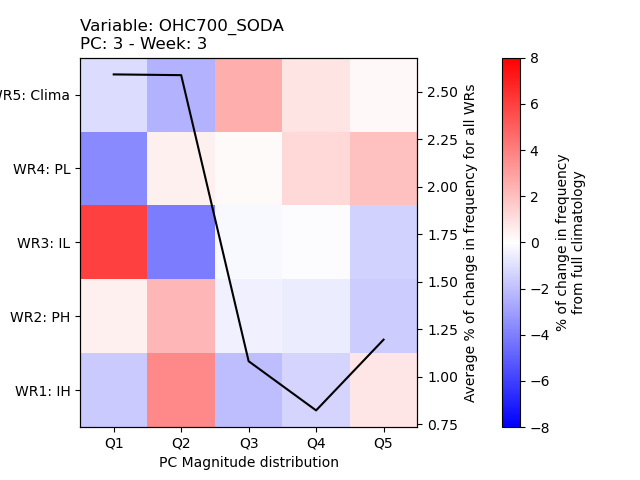 Variable: OHC700_SODA
PC: 3 - Week: 3
WR5: Clima
WR4: PL
WR3: IL
WR2: PH
WR1: IH
Q1 Q2 Q3 Q4 Q5
PC Magnitude distribution
2.50
2.25
2.00
1.75
1.50
1.25
1.00
0.75
Average % of change in frequency for all WRs
8
6
4
2
0
−2
−4
−6
−8
% of change in frequency
from full climatology